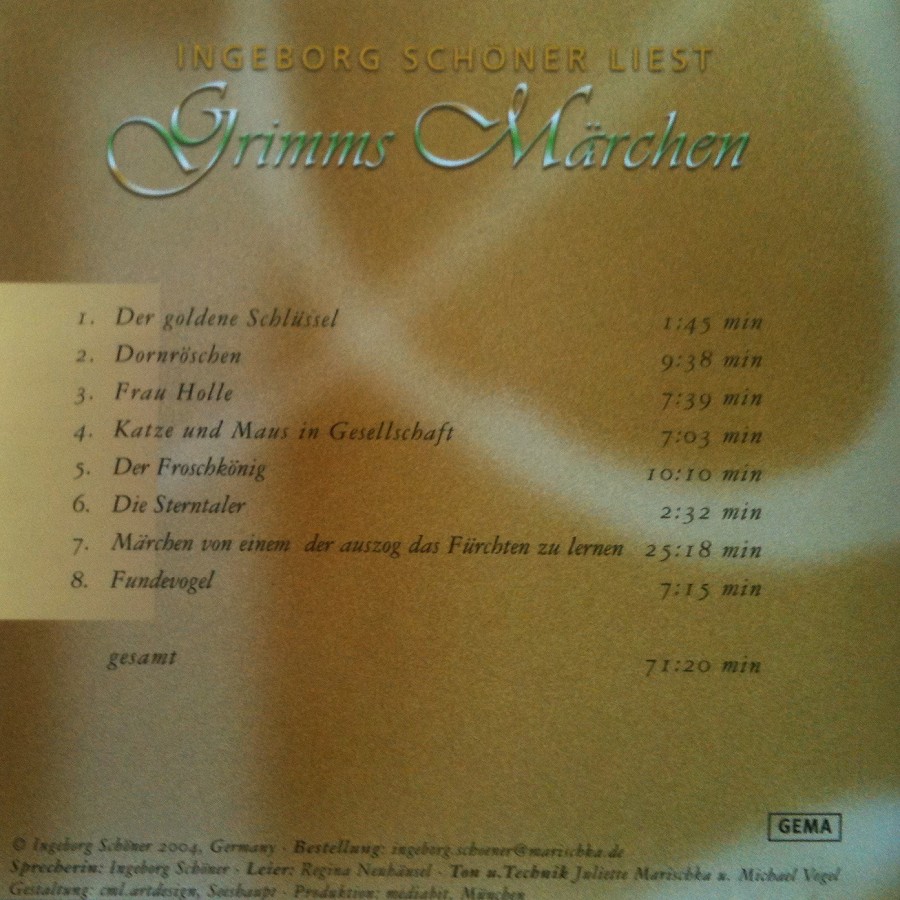 INGEBORG SCHÖNER LIEST
Grimms Märchen
1. Der goldene Schlüssel 1:45 min
2. Dornröschen 9:38 min
3. Frau Holle 7:39 min
4. Katze und Maus in Gesellschaft 7:03 min
5. Der Froschkönig 10:10 min
6. Die Sterntaler 2:32 min
7. Märchen von einem der auszog das Fürchten zu lernen 25:18 min
8. Fundevogel 7:15 min
gesamt 71:20 min
GEMA
© Ingeborg Schöner 2004, Germany · Bestellung: ingeborg.schoener@marischka.de
Sprecherin: Ingeborg Schöner · Leier: Regina Neuhäusel · Ton u.Technik Juliette Marischka u. Michael Vogel
Gestaltung: cml.artdesign, Seeshaupt · Produktion: mediabit, München